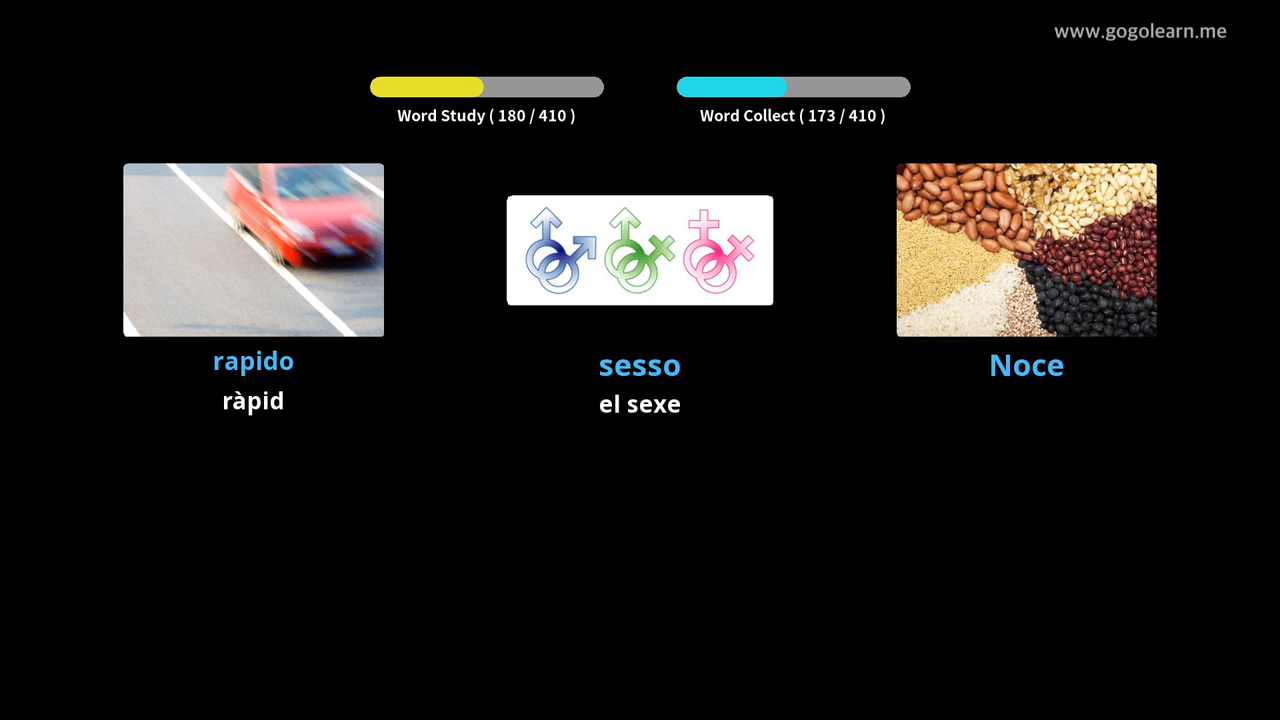 www.gogolearn.me
Word Study ( 180 / 410 )
Word Collect ( 173 / 410 )
rapido
ràpid
sesso
el sexe
Noce